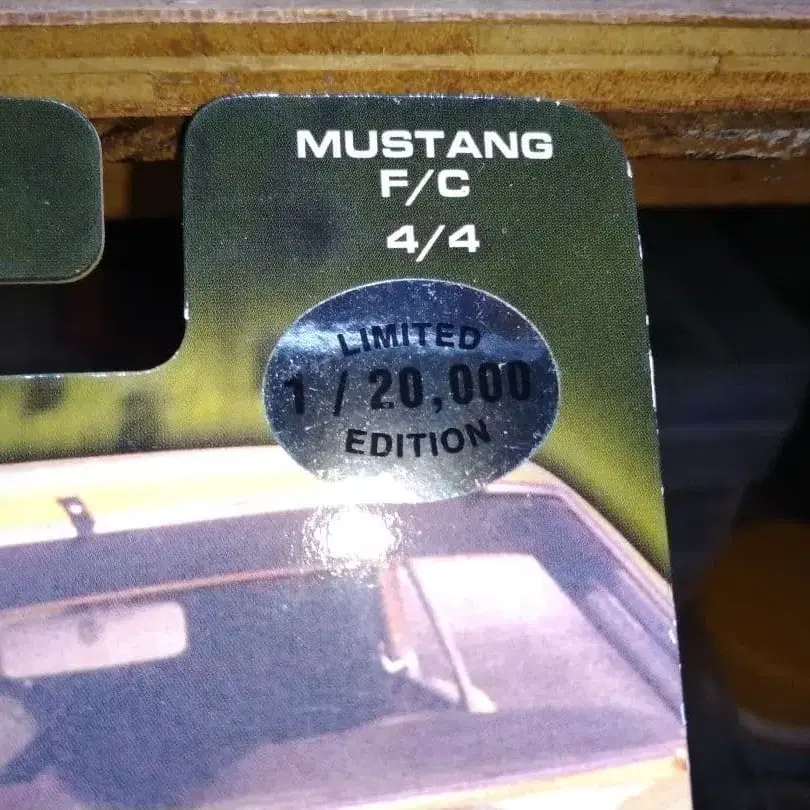 MUSTANG
F/C
4/4
LIMITED
1 / 20,000
EDITION